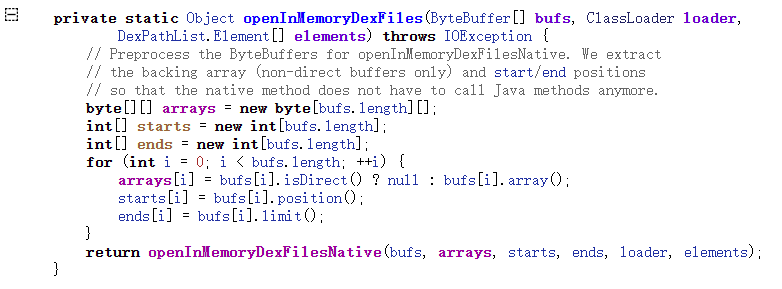 private static Object openInMemoryDexFiles(ByteBuffer[] bufs, ClassLoader loader,
        DexPathList.Element[] elements) throws IOException {
    // Preprocess the ByteBuffers for openInMemoryDexFilesNative. We extract
    // the backing array (non-direct buffers only) and start/end positions
    // so that the native method does not have to call Java methods anymore.
    byte[][] arrays = new byte[bufs.length][];
    int[] starts = new int[bufs.length];
    int[] ends = new int[bufs.length];
    for (int i = 0; i < bufs.length; ++i) {
        arrays[i] = bufs[i].isDirect() ? null : bufs[i].array();
        starts[i] = bufs[i].position();
        ends[i] = bufs[i].limit();
    }
    return openInMemoryDexFilesNative(bufs, arrays, starts, ends, loader, elements);
}